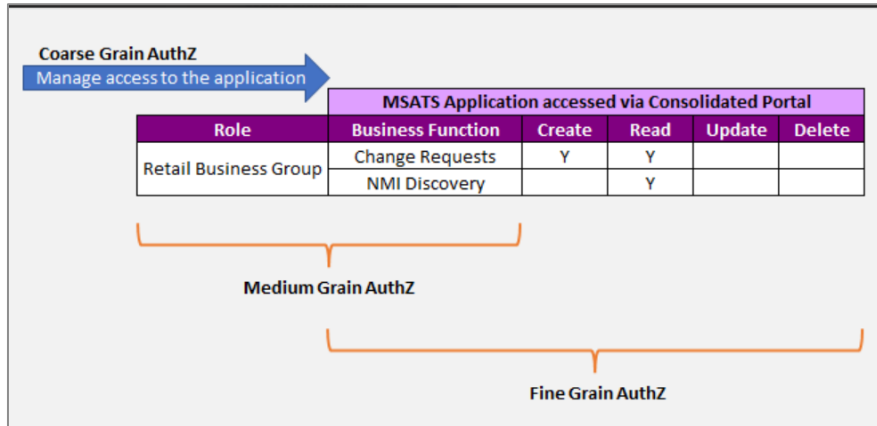 Coarse Grain AuthZ
Manage access to the application
MSATS Application accessed via Consolidated Portal
Role Business Function Create Read Update Delete
Retail Business Group
Change Requests Y Y
NMI Discovery Y
Medium Grain AuthZ
Fine Grain AuthZ